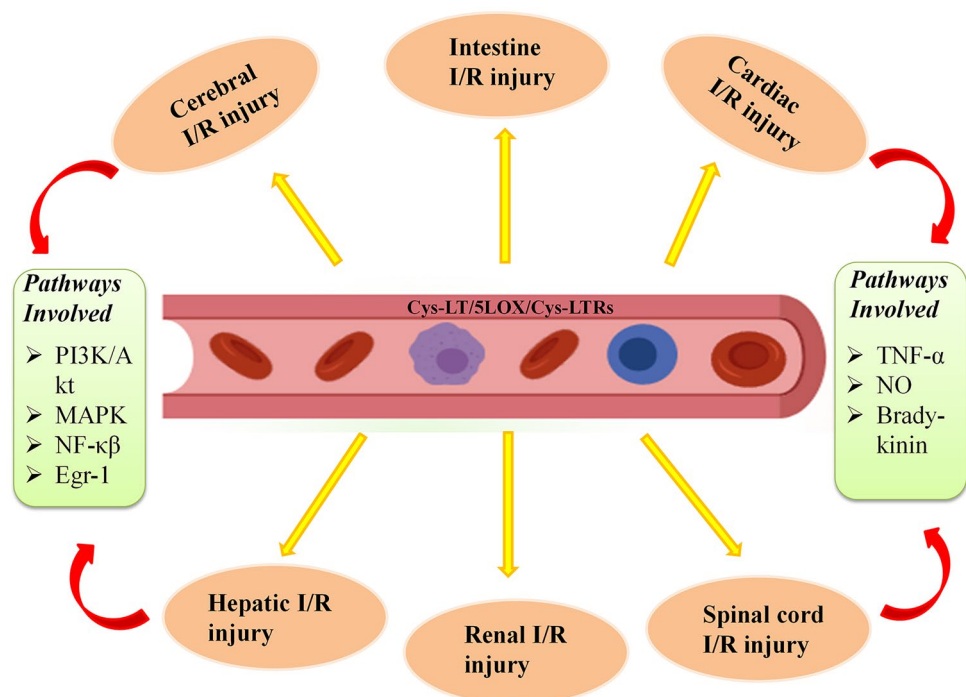 Cerebral
I/R injury
Intestine
I/R injury
Cardiac
I/R injury
Pathways
Involved
➢ PI3K/A
kt
➢ MAPK
➢ NF-κβ
➢ Egr-1
Cys-LT/5LOX/Cys-LTRs
Pathways
Involved
➢ TNF-α
➢ NO
➢ Brady-
kinin
Hepatic I/R
injury
Renal I/R
injury
Spinal cord
I/R injury